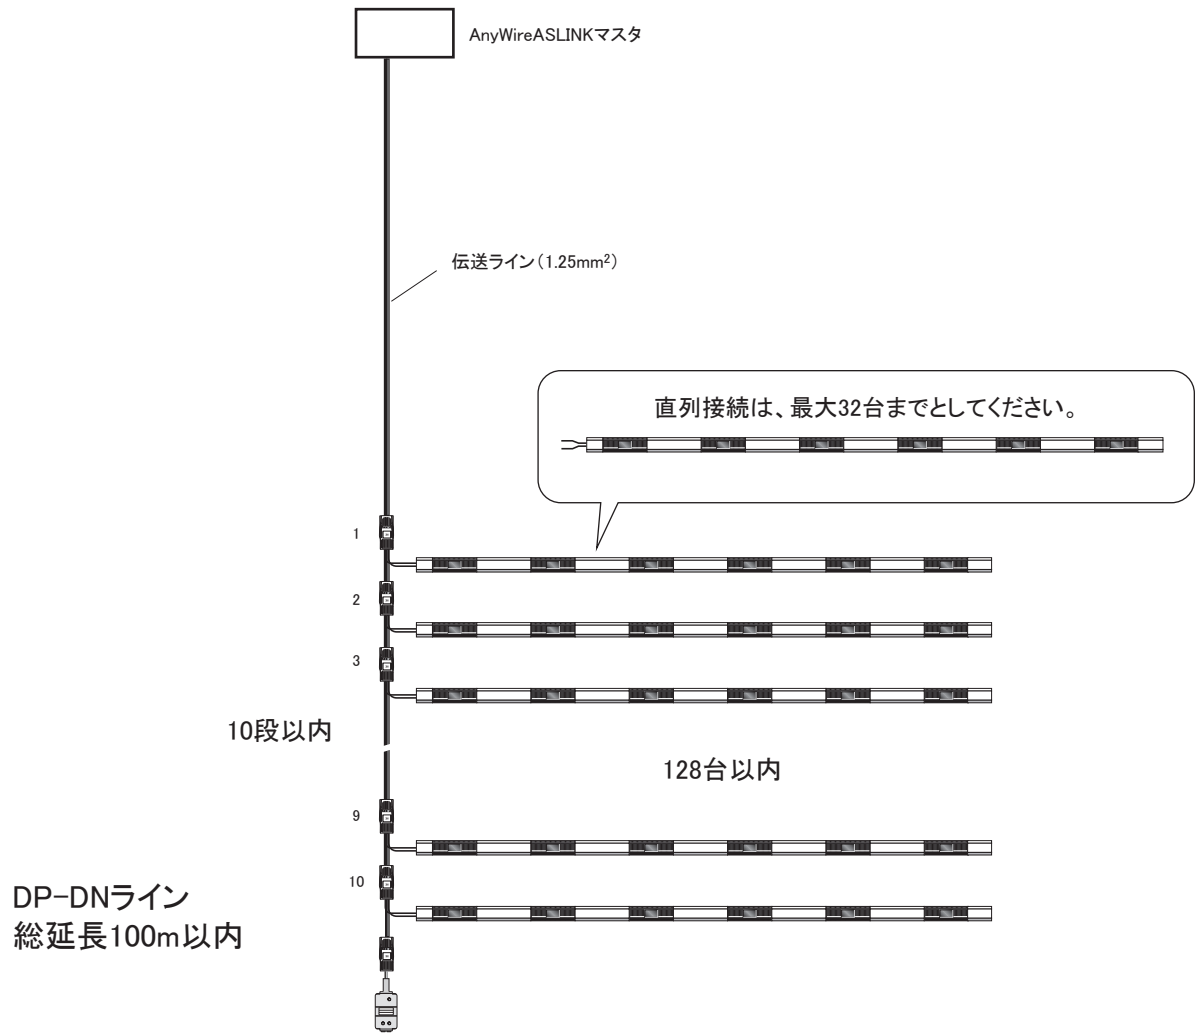 AnyWireASLINKマスタ
伝送ライン（1.25mm²）
直列接続は、最大32台までとしてください。
1
2
3
10段以内
128台以内
9
10
DP-DNライン
総延長100m以内